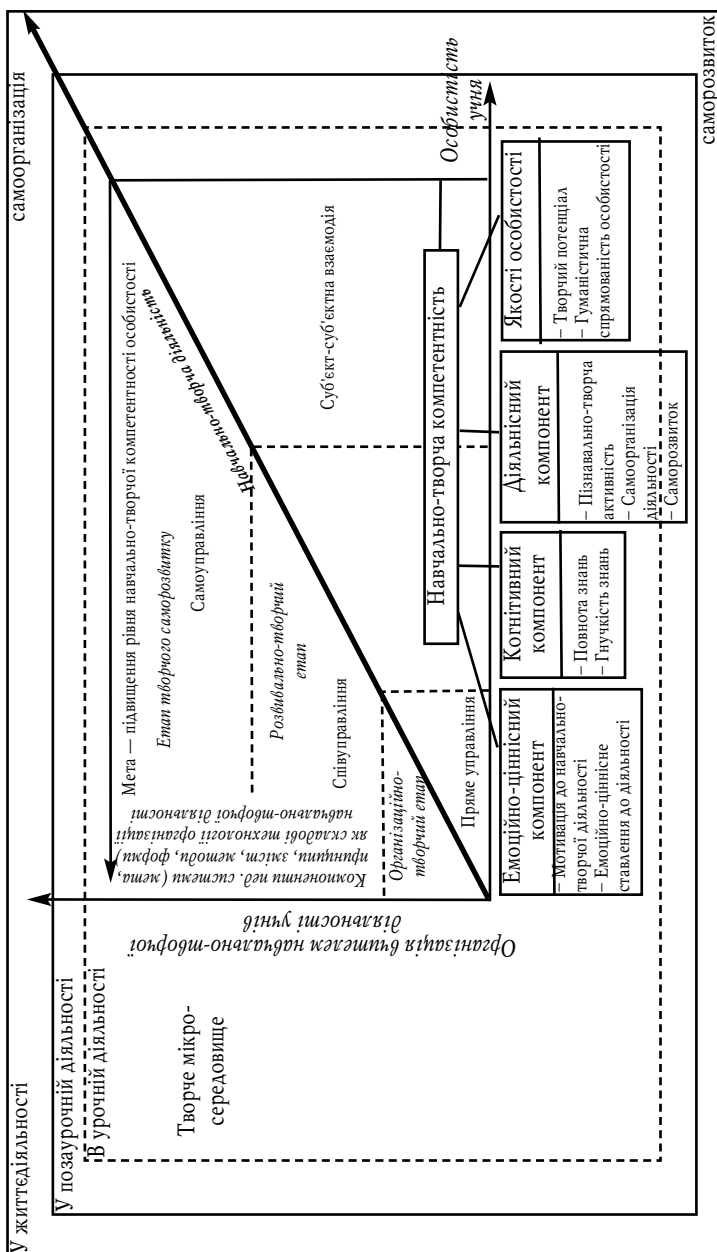 У життєдіяльності
самоорганізація
У позаурочній діяльності
В урочній діяльності
Творче мікро-
середовище
Організація вчителем навчально-творчої
діяльності учнів
Компоненти пед. системи (мета,
принципи, зміст, методи, форми)
як складові технології організації
навчально-творчої діяльності
Мета — підвищення рівня навчально-творчої компетентності особистості
Етап творчого саморозвитку
Самоуправління
Навчально-творча діяльність
Розвивально-творчий
етап
Співуправління
Суб'єкт-суб'єктна взаємодія
Організаційно-
творчий етап
Пряме управління
Особистість
учня
Навчально-творча компетентність
Емоційно-ціннісний
компонент
– Мотивація до навчально-
творчої діяльності
– Емоційно-ціннісне
ставлення до діяльності
Когнітивний
компонент
– Повнота знань
– Гнучкість знань
Діяльнісний
компонент
– Пізнавально-творча
активність
– Самоорганізація
діяльності
– Саморозвиток
Якості особистості
– Творчий потенціал
– Гуманістична
спрямованість особистості
саморозвиток